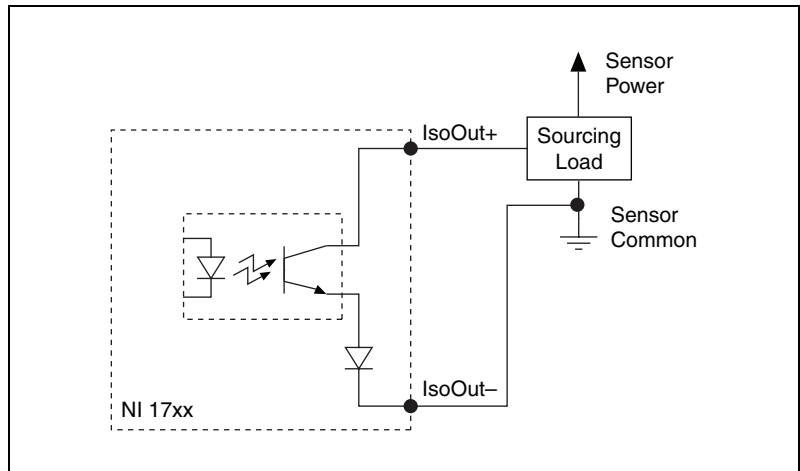 Sensor
Power
IsoOut+
Sourcing
Load
Sensor
Common
IsoOut–
NI 17xx